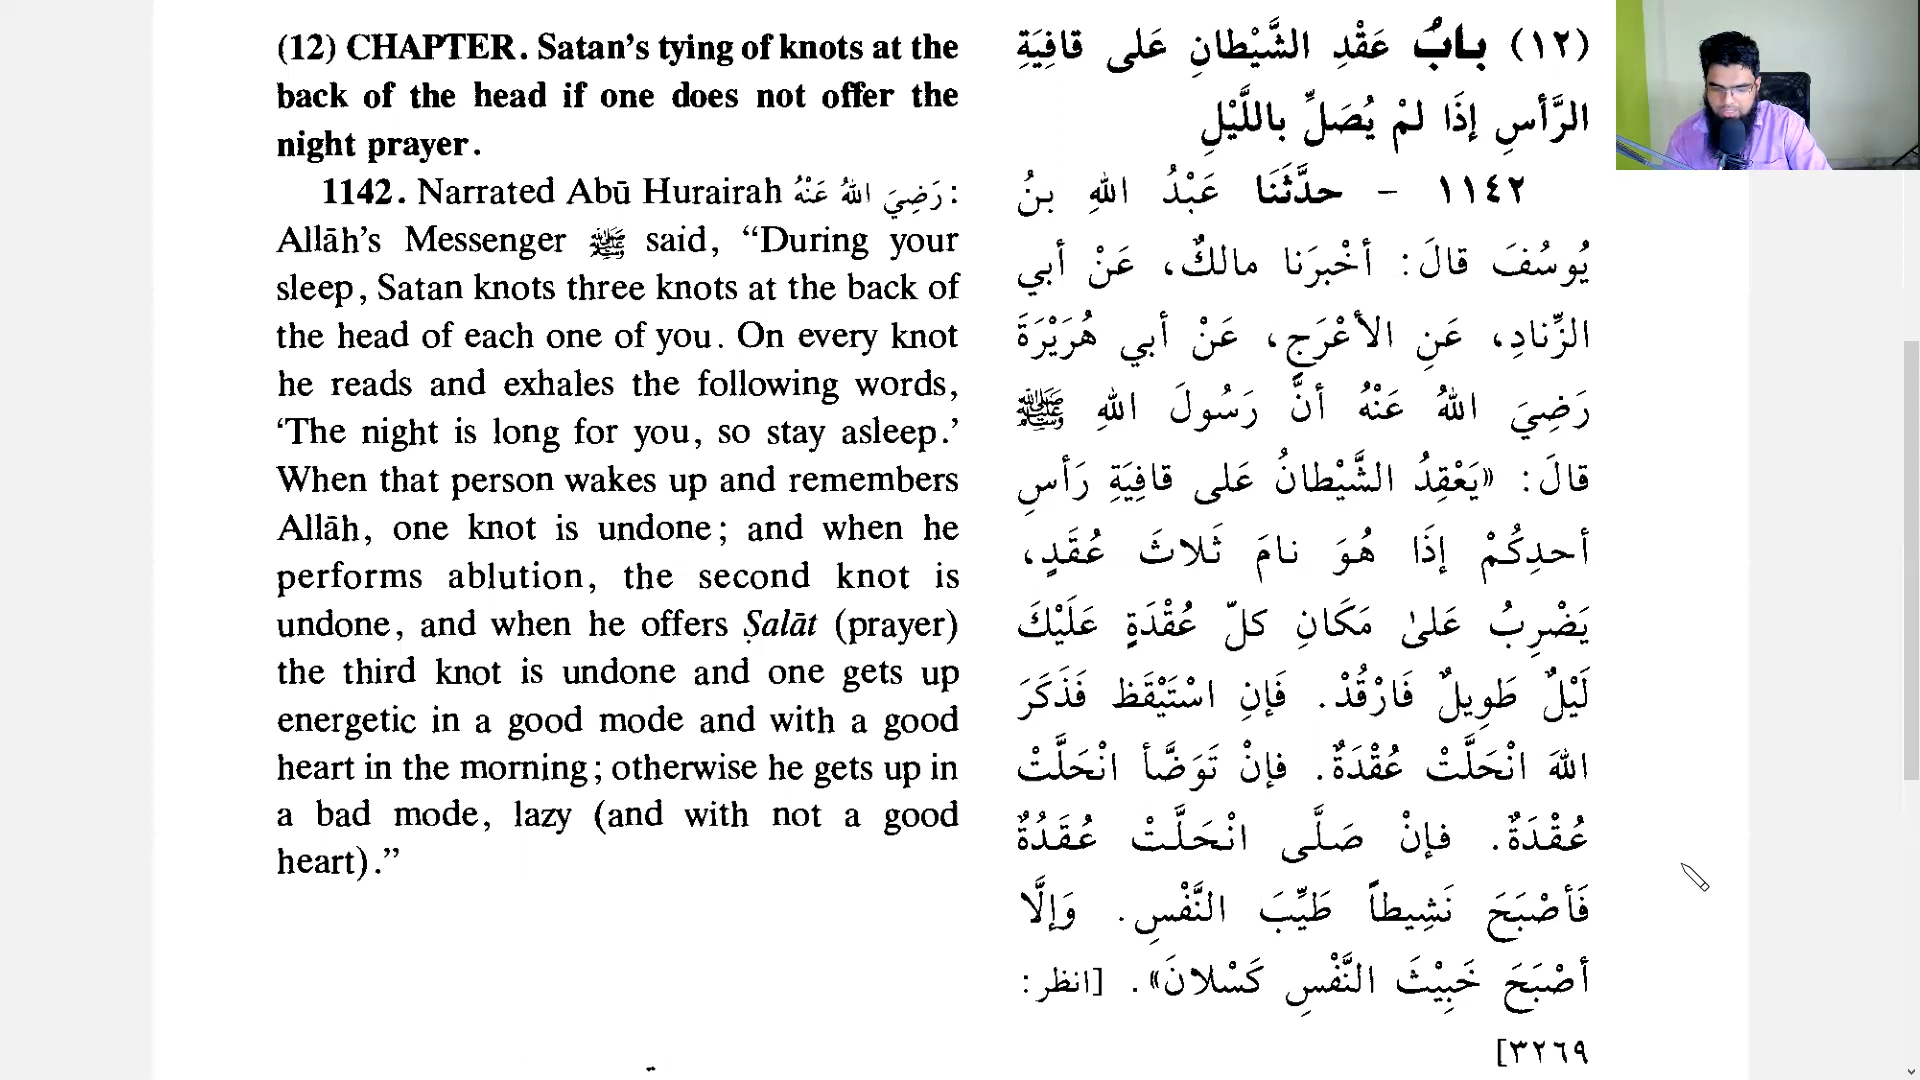 (12) CHAPTER. Satan’s tying of knots at the
back of the head if one does not offer the
night prayer.
1142. Narrated Abū Hurairah رَضِيَ اللهُ عَنْهُ:
Allāh’s Messenger ﷺ said, “During your
sleep, Satan knots three knots at the back of
the head of each one of you. On every knot
he reads and exhales the following words,
‘The night is long for you, so stay asleep.’
When that person wakes up and remembers
Allāh, one knot is undone; and when he
performs ablution, the second knot is
undone, and when he offers Ṣalāt (prayer)
the third knot is undone and one gets up
energetic in a good mode and with a good
heart in the morning; otherwise he gets up in
a bad mode, lazy (and with not a good
heart).”
(١٢) بابُ عَقْدِ الشَّيْطانِ عَلى قافِيَةِ
الرَّأسِ إذَا لمْ يُصَلِّ باللَّيْلِ
١١٤٢ – حدَّثَنَا عَبْدُ اللهِ بنُ
يُوسُفَ قالَ: أخْبرَنا مالكٌ، عَنْ أبي
الزِّنادِ، عَنِ الأعْرَجِ، عَنْ أبي هُرَيْرَةَ
رَضِيَ اللهُ عَنْهُ أنَّ رَسُولَ اللهِ ﷺ
قالَ: «يَعْقِدُ الشَّيْطانُ عَلى قافِيَةِ رَأسِ
أحدِكُمْ إذَا هُوَ نامَ ثَلاثَ عُقَدٍ،
يَضْرِبُ عَلىٰ مَكَانِ كلّ عُقْدَةٍ عَلَيْكَ
لَيْلٌ طَوِيلٌ فَارْقُدْ. فَإنِ اسْتَيْقَظ فَذَكَرَ
اللهَ انْحَلَّتْ عُقْدَةٌ. فإنْ تَوَضَّأ انْحَلَّت
عُقْدَةٌ. فإنْ صَلَّى انْحَلَّتْ عُقَدُهُ
فَأصْبَحَ نَشِيطاً طَيِّبَ النَّفْسِ. وَإلَّا
أصْبَحَ خَبِيْثَ النَّفْسِ كَسْلانَ». [انظر:
٣٢٦٩]